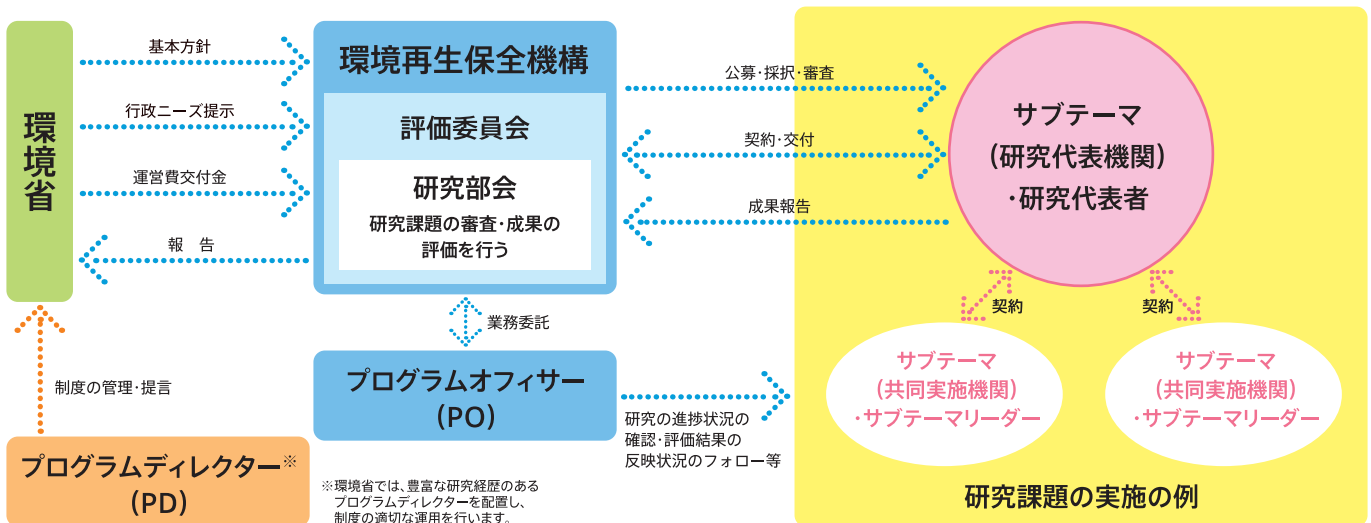 環境省
基本方針
行政ニーズ提示
運営費交付金
報　告
環境再生保全機構
評価委員会
研究部会
研究課題の審査・成果の
評価を行う
公募・採択・審査
契約・交付
成果報告
サブテーマ
(研究代表機関)
・研究代表者
契約
契約
サブテーマ
(共同実施機関)
・サブテーマリーダー
サブテーマ
(共同実施機関)
・サブテーマリーダー
研究課題の実施の例
業務委託
プログラムオフィサー
(PO)
研究の進捗状況の
確認・評価結果の
反映状況のフォロー等
制度の管理・提言
プログラムディレクター※
(PD)
※環境省では、豊富な研究経歴のある
プログラムディレクターを配置し、
制度の適切な運用を行います。